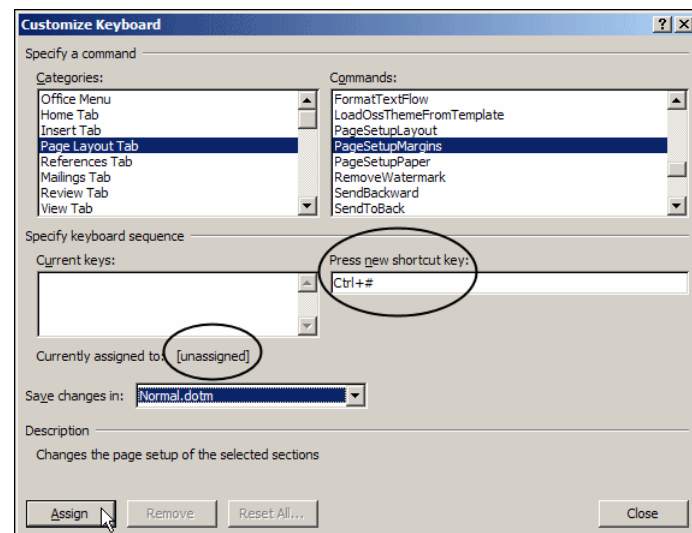 Customize Keyboard
Specify a command
Categories:
Commands:
Office Menu
Home Tab
Insert Tab
Page Layout Tab
References Tab
Mailings Tab
Review Tab
View Tab
FormatTextFlow
LoadOssThemeFromTemplate
PageSetupLayout
PageSetupMargins
PageSetupPaper
RemoveWatermark
SendBackward
SendToBack
Specify keyboard sequence
Current keys:
Press new shortcut key:
Ctrl+#
Currently assigned to: [unassigned]
Save changes in: Normal.dotm
Description
Changes the page setup of the selected sections
Assign Remove Reset All... Close